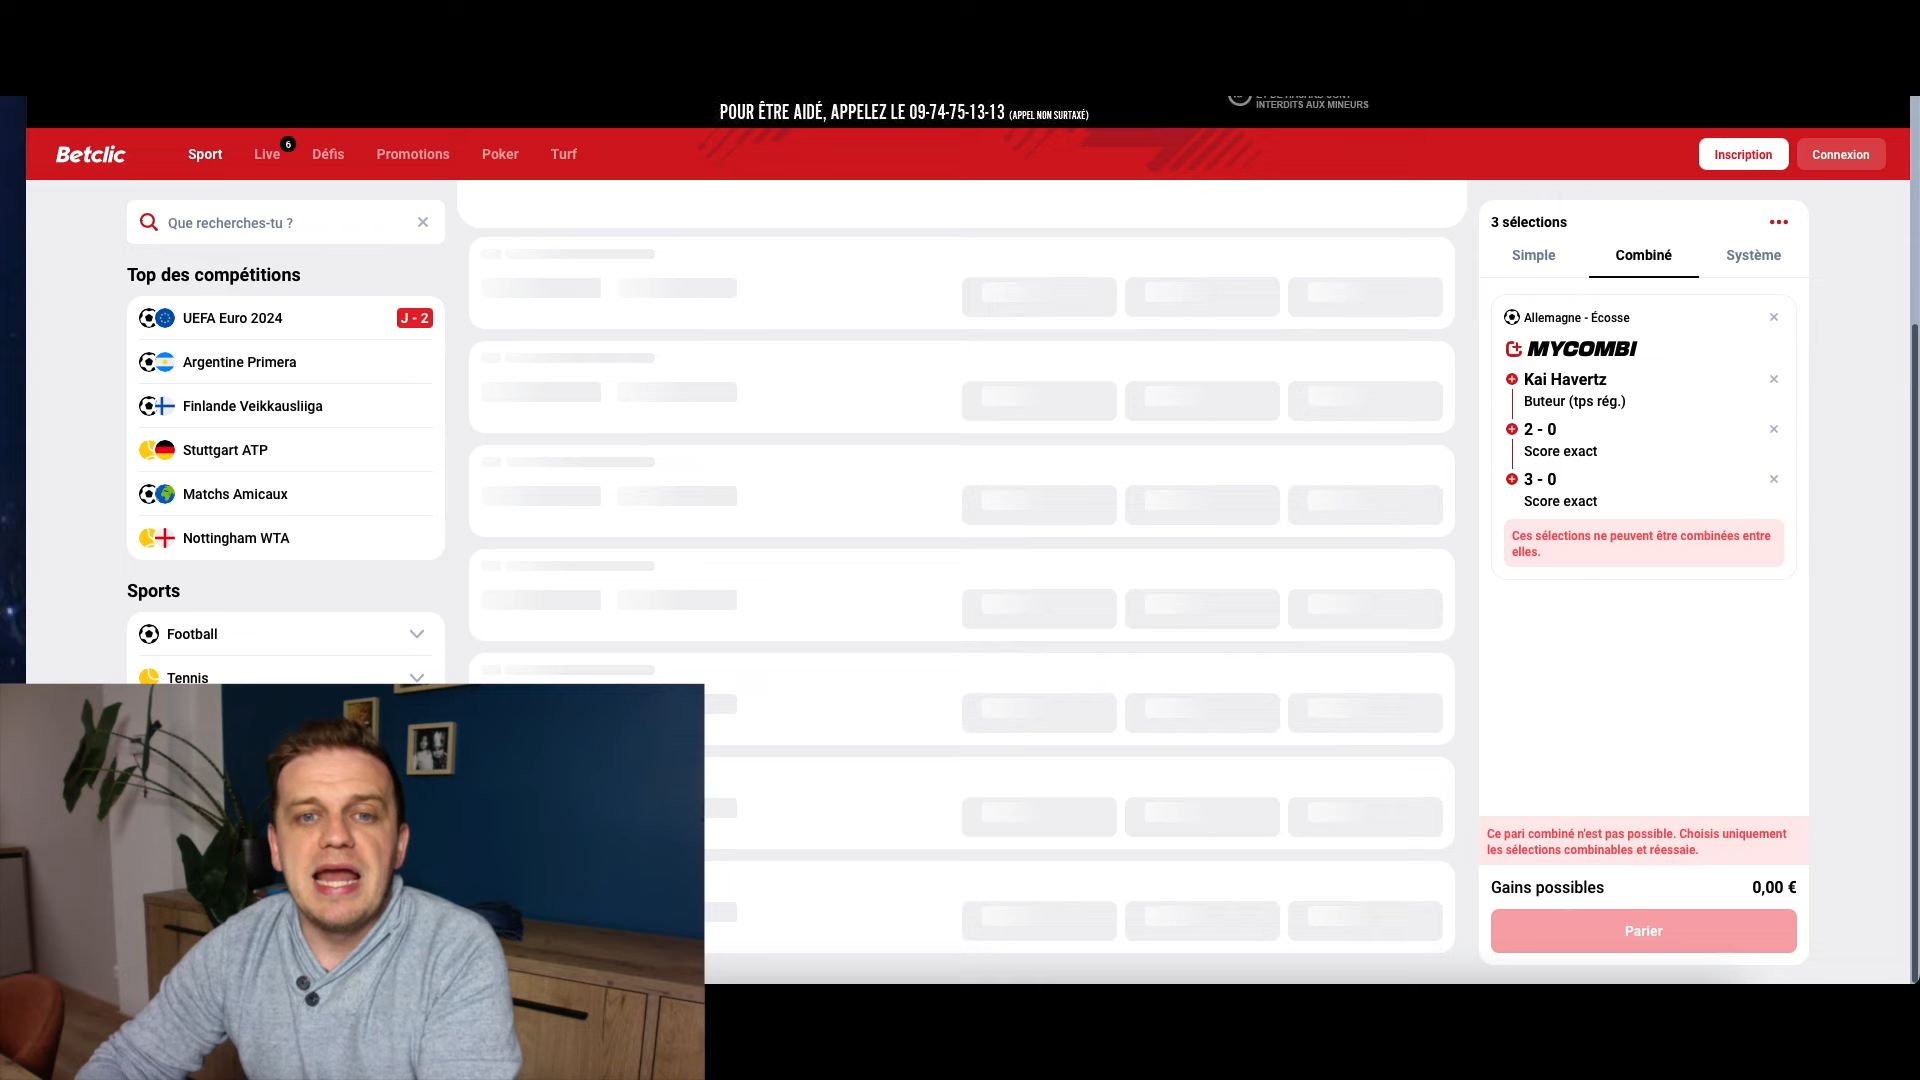 POUR ÊTRE AIDÉ, APPELEZ LE 09-74-75-13-13 (APPEL NON SURTAXÉ)
INTERDITS AUX MINEURS
Betclic
Sport
Live
6
Défis
Promotions
Poker
Turf
Inscription
Connexion
Que recherches-tu ?
Top des compétitions
UEFA Euro 2024
J - 2
Argentine Primera
Finlande Veikkausliiga
Stuttgart ATP
Matchs Amicaux
Nottingham WTA
Sports
Football
Tennis
3 sélections
Simple
Combiné
Système
Allemagne - Écosse
MYCOMBI
Kai Havertz
Buteur (tps rég.)
2 - 0
Score exact
3 - 0
Score exact
Ces sélections ne peuvent être combinées entre
elles.
Ce pari combiné n'est pas possible. Choisis uniquement
les sélections combinables et réessaie.
Gains possibles
0,00 €
Parier